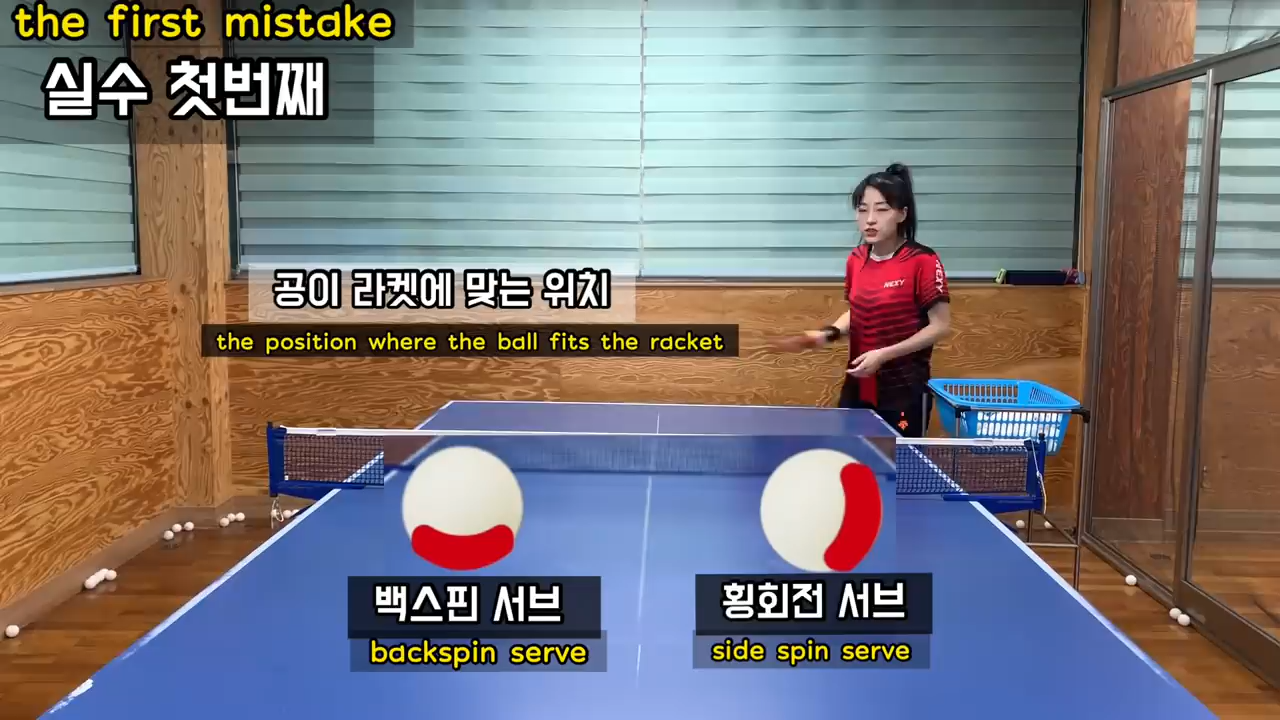 the first mistake
실수 첫번째
NEXY
NEXY
공이 라켓에 맞는 위치
the position where the ball fits the racket
백스핀 서브
backspin serve
횡회전 서브
side spin serve